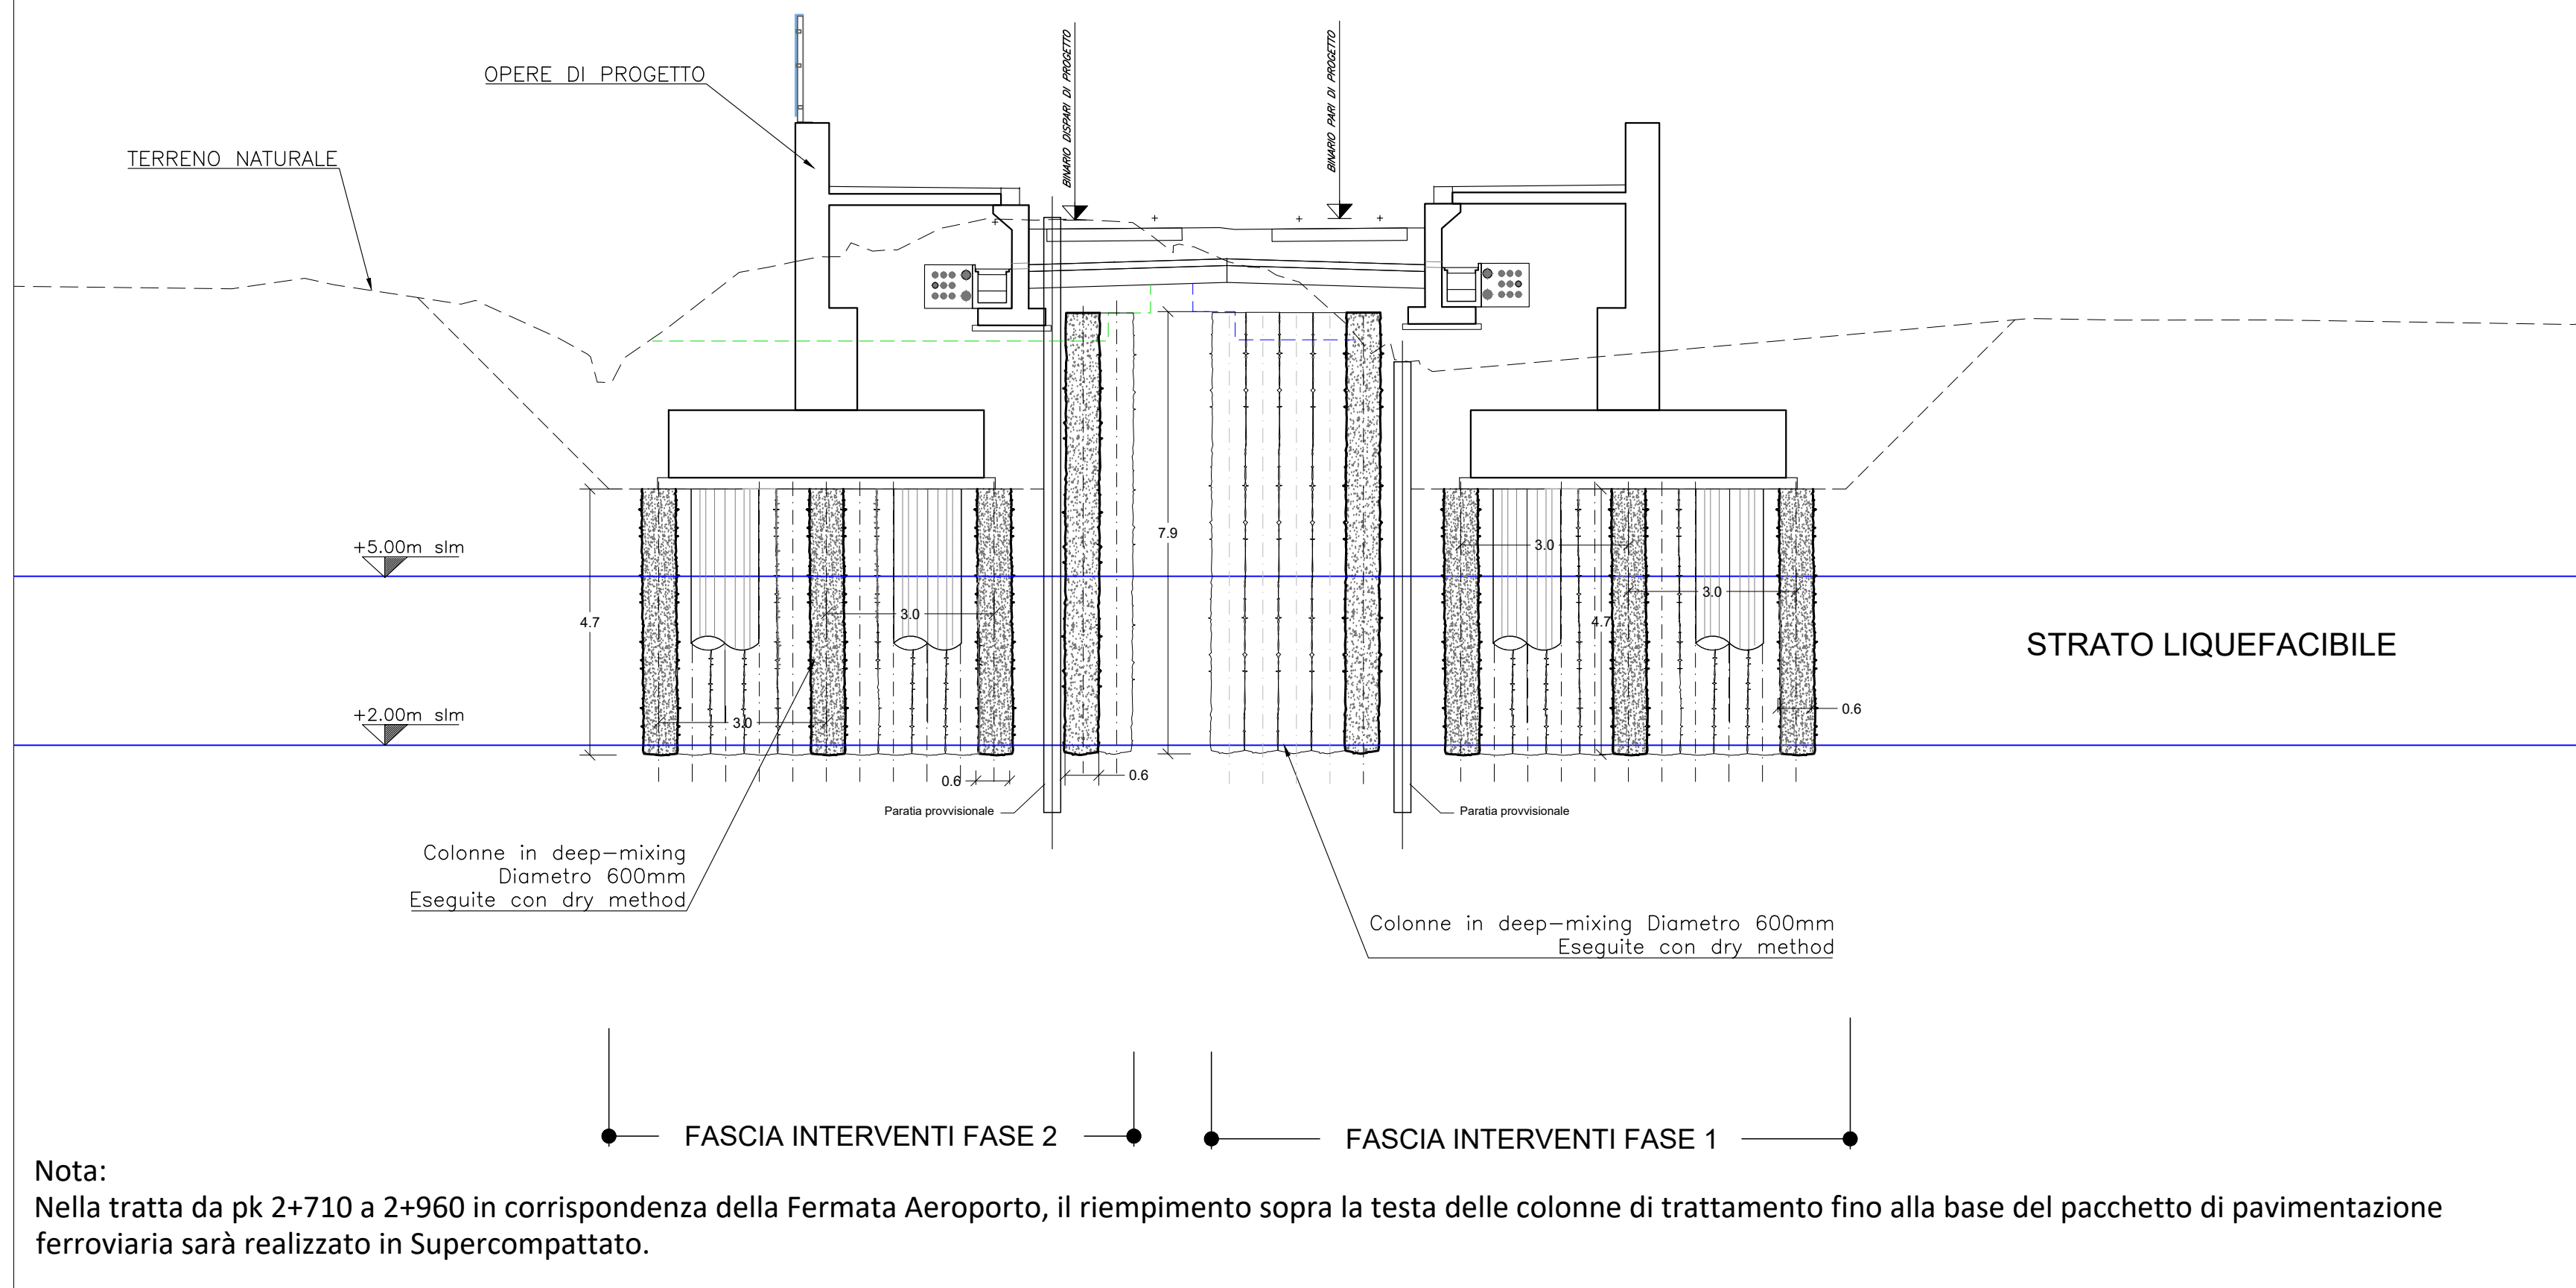 BINARIO DISPARI DI PROGETTO
BINARIO PARI DI PROGETTO
OPERE DI PROGETTO
TERRENO NATURALE
+5.00m slm
7.9
3.0
3.0
4.7
3.0
4.7
STRATO LIQUEFACIBILE
+2.00m slm
3.0
0.6
0.6
0.6
Paratia provvisionale
Paratia provvisionale
Colonne in deep-mixing
Diametro 600mm
Eseguite con dry method
Colonne in deep-mixing Diametro 600mm
Eseguite con dry method
FASCIA INTERVENTI FASE 2
FASCIA INTERVENTI FASE 1
Nota:
Nella tratta da pk 2+710 a 2+960 in corrispondenza della Fermata Aeroporto, il riempimento sopra la testa delle colonne di trattamento fino alla base del pacchetto di pavimentazione
ferroviaria sarà realizzato in Supercompattato.